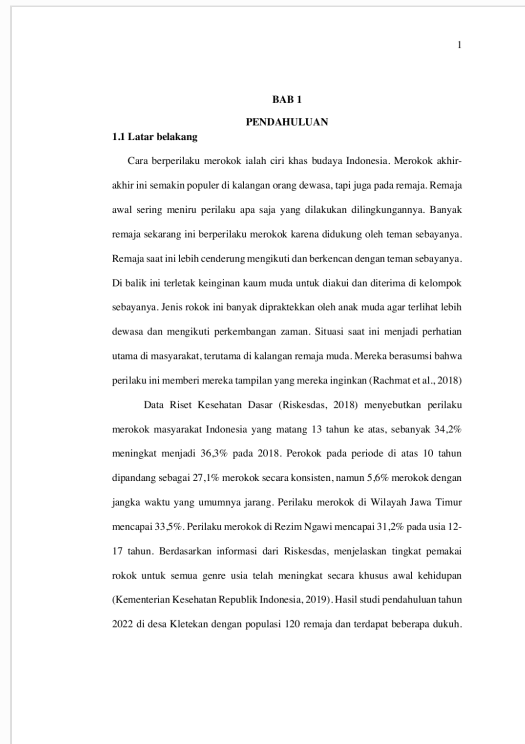 1
BAB 1
PENDAHULUAN
1.1 Latar belakang
Cara berperilaku merokok ialah ciri khas budaya Indonesia. Merokok akhir-
akhir ini semakin populer di kalangan orang dewasa, tapi juga pada remaja. Remaja
awal sering meniru perilaku apa saja yang dilakukan dilingkungannya. Banyak
remaja sekarang ini berperilaku merokok karena didukung oleh teman sebayanya.
Remaja saat ini lebih cenderung mengikuti dan berkencan dengan teman sebayanya.
Di balik ini terletak keinginan kaum muda untuk diakui dan diterima di kelompok
sebayanya. Jenis rokok ini banyak dipraktekkan oleh anak muda agar terlihat lebih
dewasa dan mengikuti perkembangan zaman. Situasi saat ini menjadi perhatian
utama di masyarakat, terutama di kalangan remaja muda. Mereka berasumsi bahwa
perilaku ini memberi mereka tampilan yang mereka inginkan (Rachmat et al., 2018)
Data Riset Kesehatan Dasar (Riskesdas, 2018) menyebutkan perilaku
merokok masyarakat Indonesia yang matang 13 tahun ke atas, sebanyak 34,2%
meningkat menjadi 36,3% pada 2018. Perokok pada periode di atas 10 tahun
dipandang sebagai 27,1% merokok secara konsisten, namun 5,6% merokok dengan
jangka waktu yang umumnya jarang. Perilaku merokok di Wilayah Jawa Timur
mencapai 33,5%. Perilaku merokok di Rezim Ngawi mencapai 31,2% pada usia 12-
17 tahun. Berdasarkan informasi dari Riskesdas, menjelaskan tingkat pemakai
rokok untuk semua genre usia telah meningkat secara khusus awal kehidupan
(Kementerian Kesehatan Republik Indonesia, 2019). Hasil studi pendahuluan tahun
2022 di desa Kletekan dengan populasi 120 remaja dan terdapat beberapa dukuh.